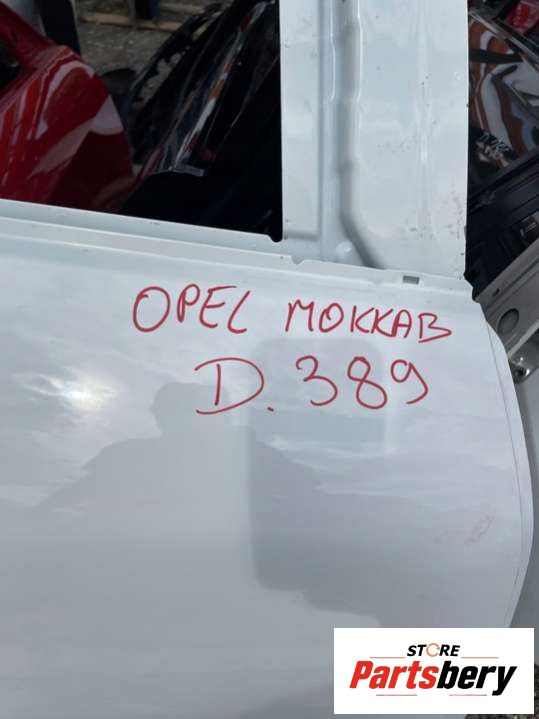 OPEL MOKKAB
D.389
STORE
Partsbery